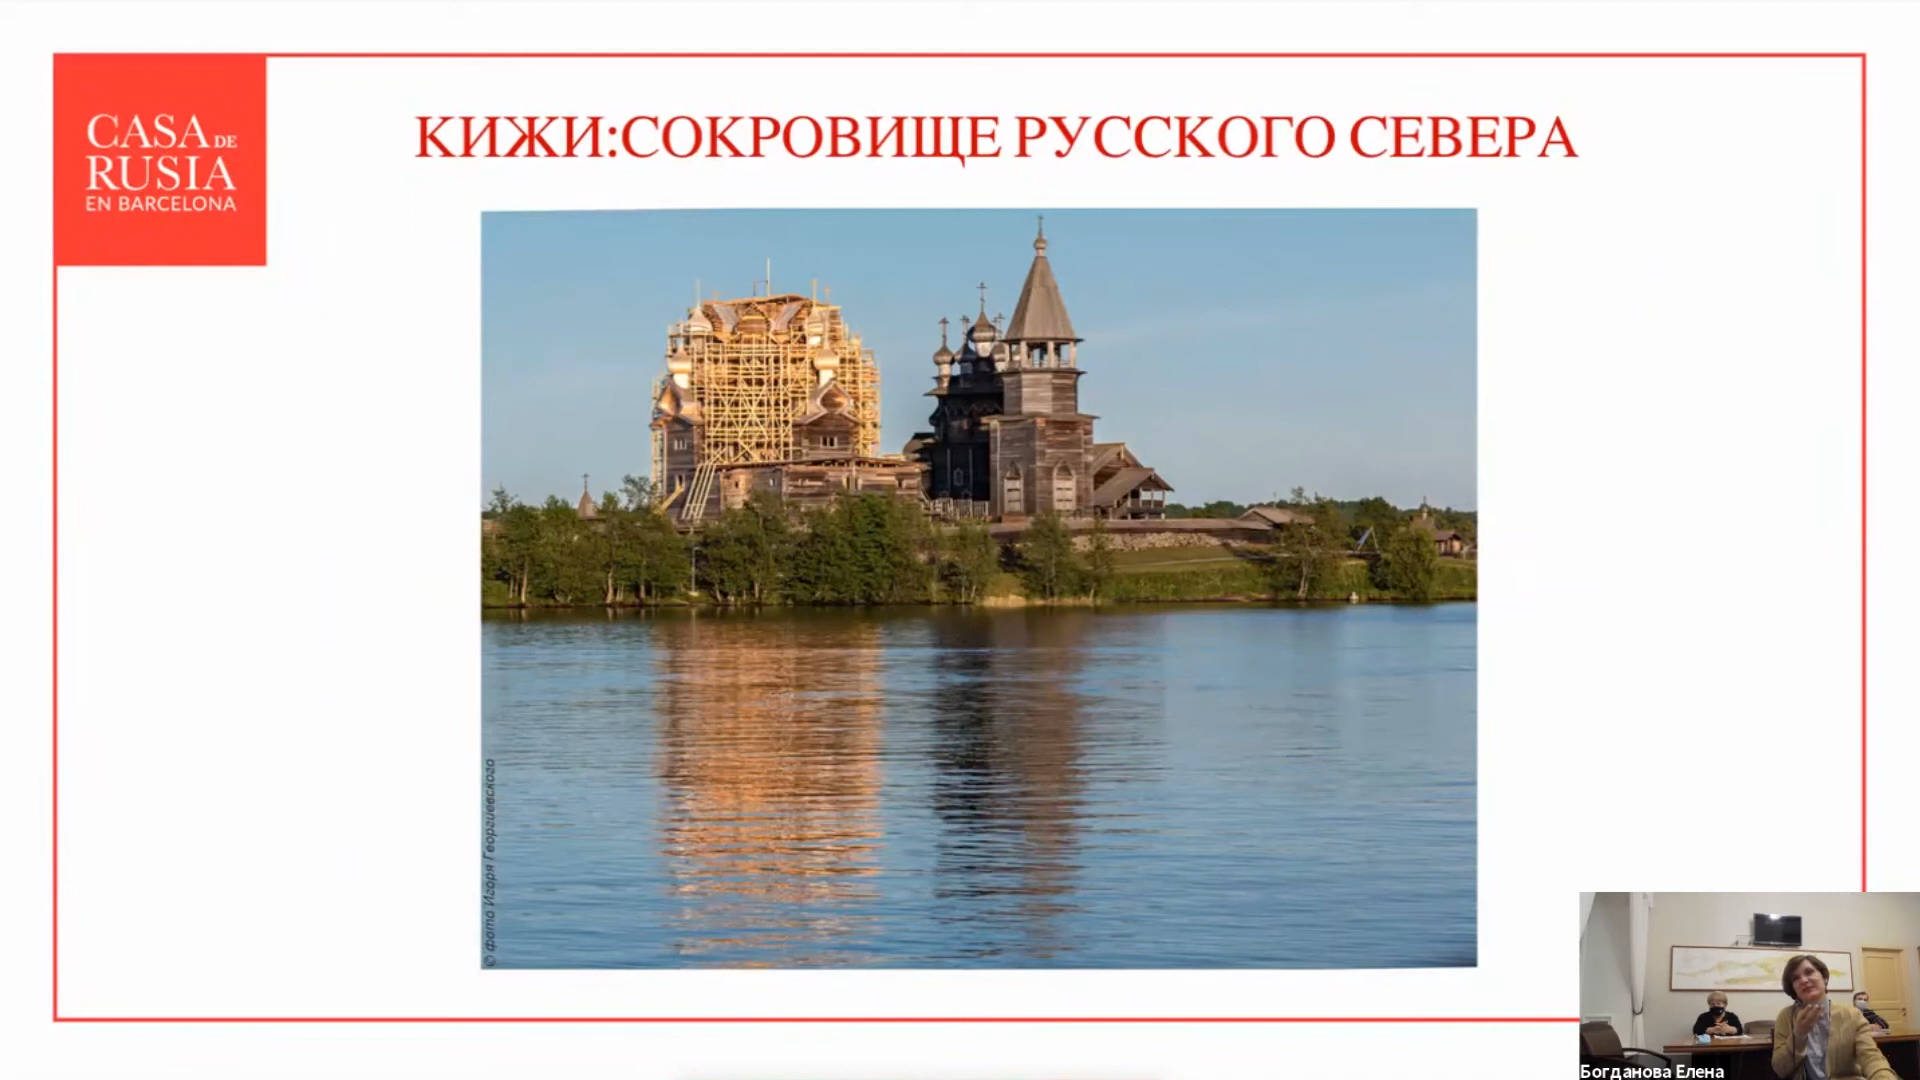 CASA DE
RUSIA
EN BARCELONA
КИЖИ:СОКРОВИЩЕ РУССКОГО СЕВЕРА
© Фото Игоря Георгиевского
Богданова Елена